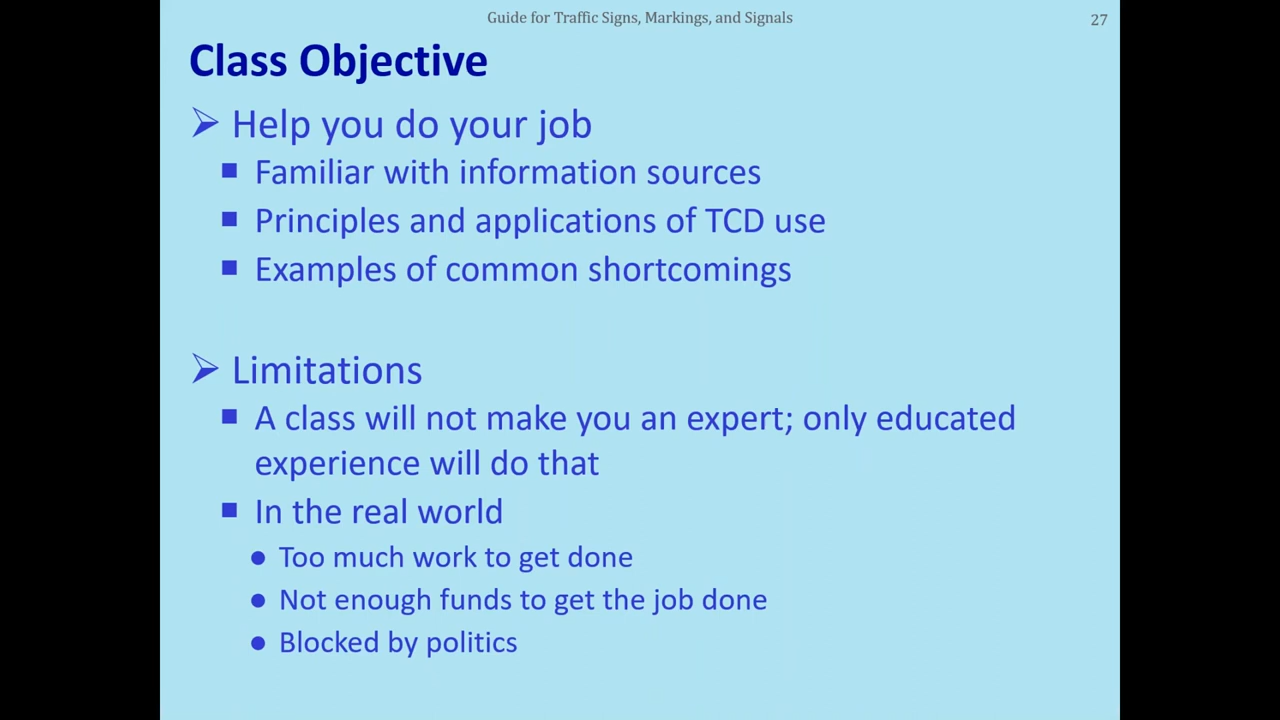 Guide for Traffic Signs, Markings, and Signals
27
Class Objective
Help you do your job
Familiar with information sources
Principles and applications of TCD use
Examples of common shortcomings
Limitations
A class will not make you an expert; only educated
experience will do that
In the real world
Too much work to get done
Not enough funds to get the job done
Blocked by politics